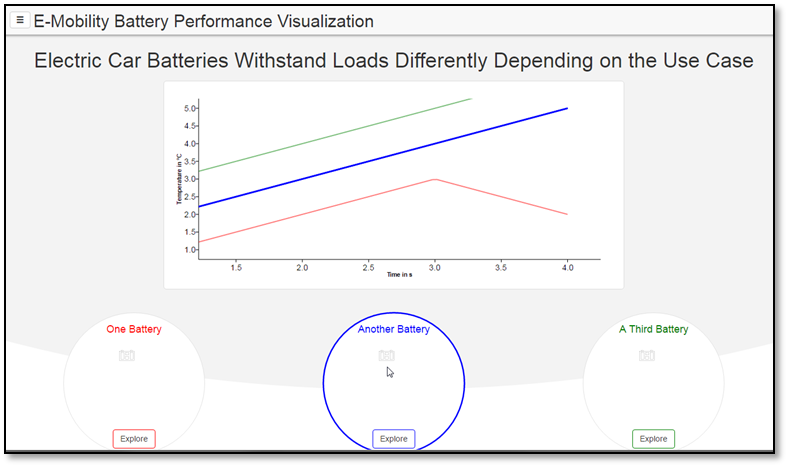 ☰ E-Mobility Battery Performance Visualization
Electric Car Batteries Withstand Loads Differently Depending on the Use Case
5.0
4.5
4.0
3.5
3.0
2.5
2.0
1.5
1.0
Temperature in °C
1.5 2.0 2.5 3.0 3.5 4.0
Time in s
One Battery Another Battery A Third Battery
Explore Explore Explore